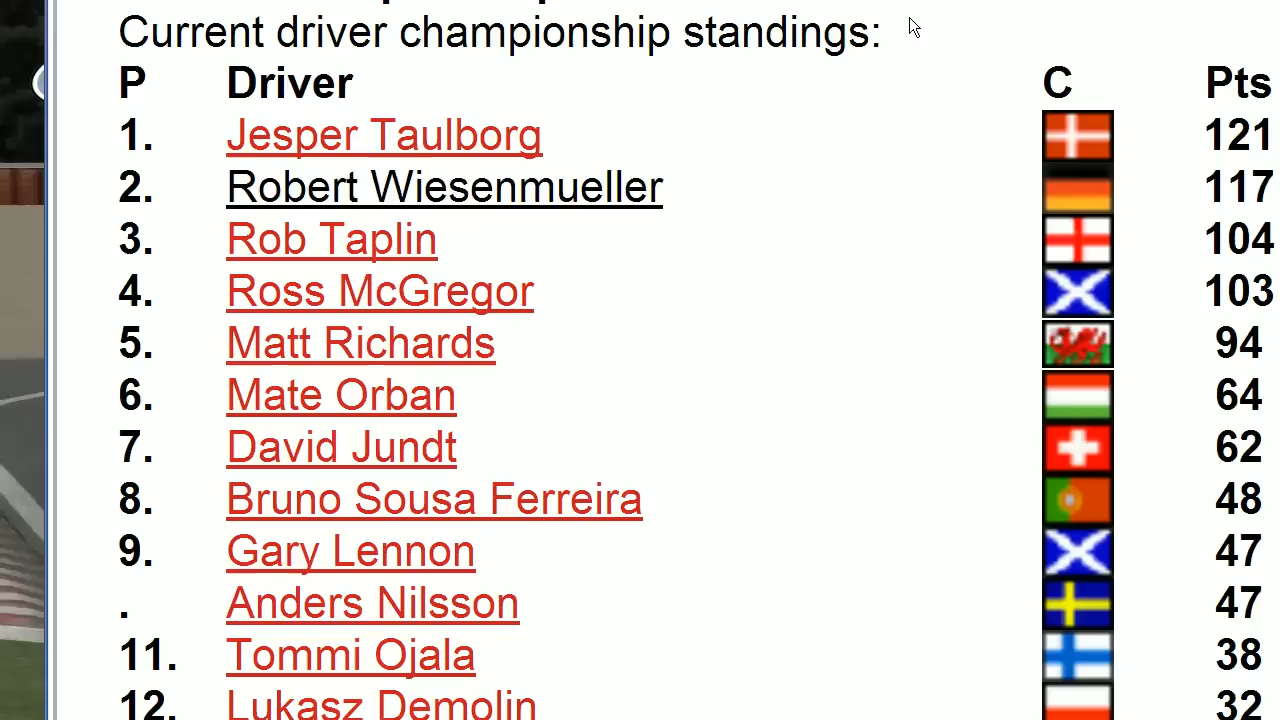 Current driver championship standings:
P Driver C Pts
1. Jesper Taulborg 121
2. Robert Wiesenmueller 117
3. Rob Taplin 104
4. Ross McGregor 103
5. Matt Richards 94
6. Mate Orban 64
7. David Jundt 62
8. Bruno Sousa Ferreira 48
9. Gary Lennon 47
. Anders Nilsson 47
11. Tommi Ojala 38
12. Lukasz Demolin 32